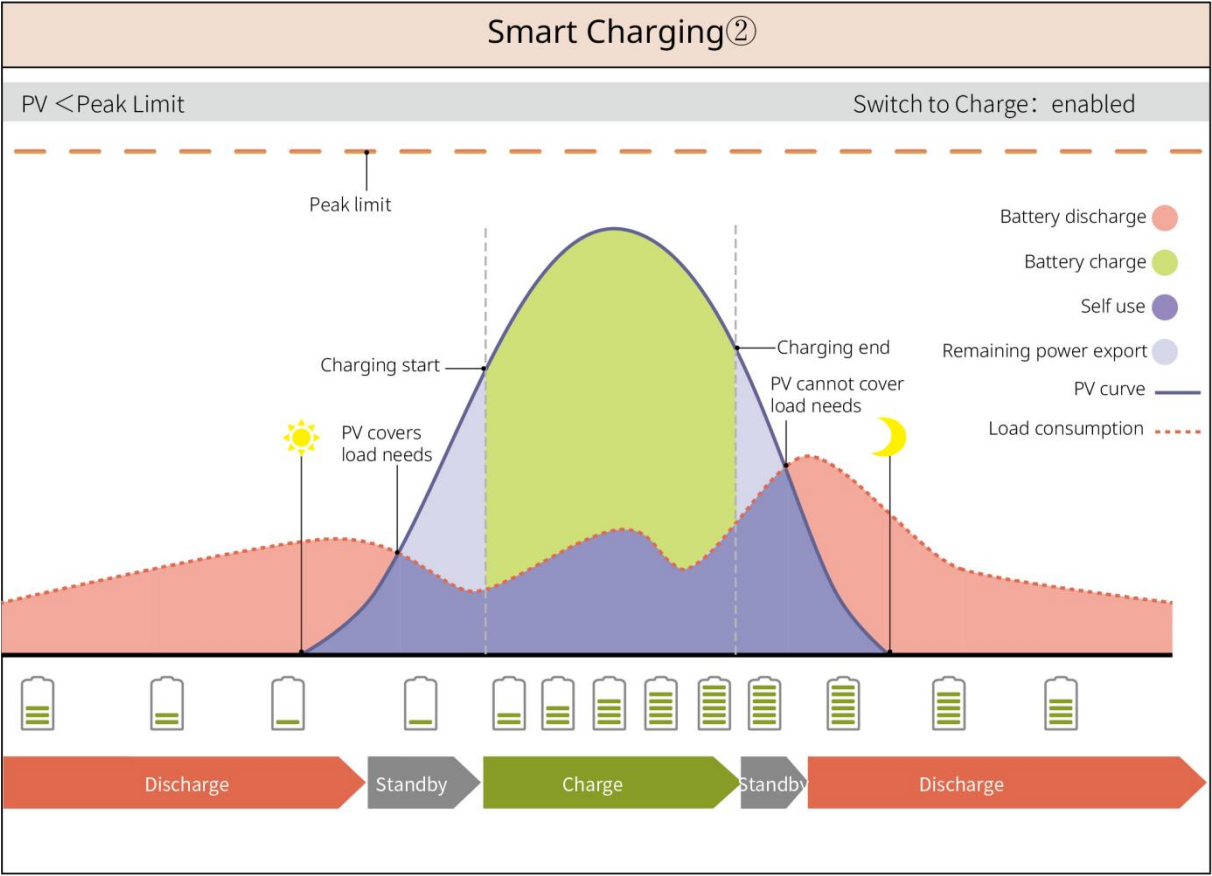 Smart Charging②
PV ＜Peak Limit
Switch to Charge：enabled
Peak limit
Battery discharge
Battery charge
Self use
Remaining power export
PV curve
Load consumption
Charging start
Charging end
PV cannot cover
load needs
PV covers
load needs
Discharge
Standby
Charge
Standby
Discharge